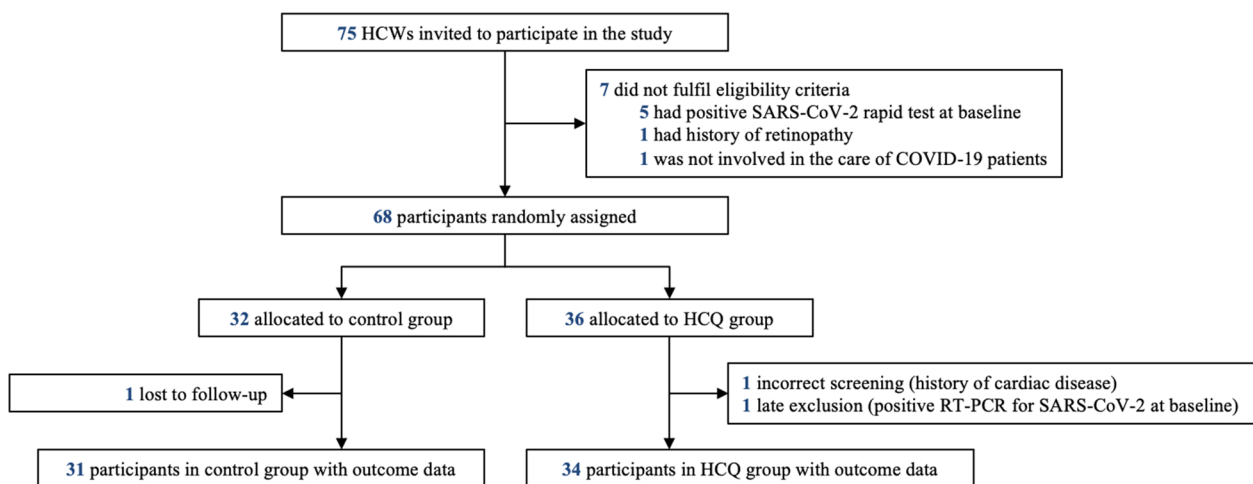 75 HCWs invited to participate in the study
7 did not fulfil eligibility criteria
5 had positive SARS-CoV-2 rapid test at baseline
1 had history of retinopathy
1 was not involved in the care of COVID-19 patients
68 participants randomly assigned
32 allocated to control group
36 allocated to HCQ group
1 lost to follow-up
1 incorrect screening (history of cardiac disease)
1 late exclusion (positive RT-PCR for SARS-CoV-2 at baseline)
31 participants in control group with outcome data
34 participants in HCQ group with outcome data